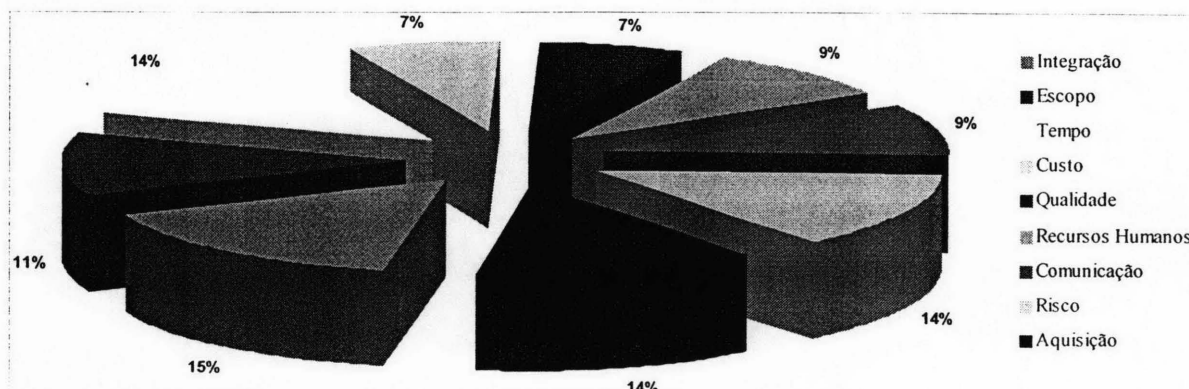 7%
7%
14%
9%
9%
11%
15%
14%
14%
Integração
Escopo
Tempo
Custo
Qualidade
Recursos Humanos
Comunicação
Risco
Aquisição